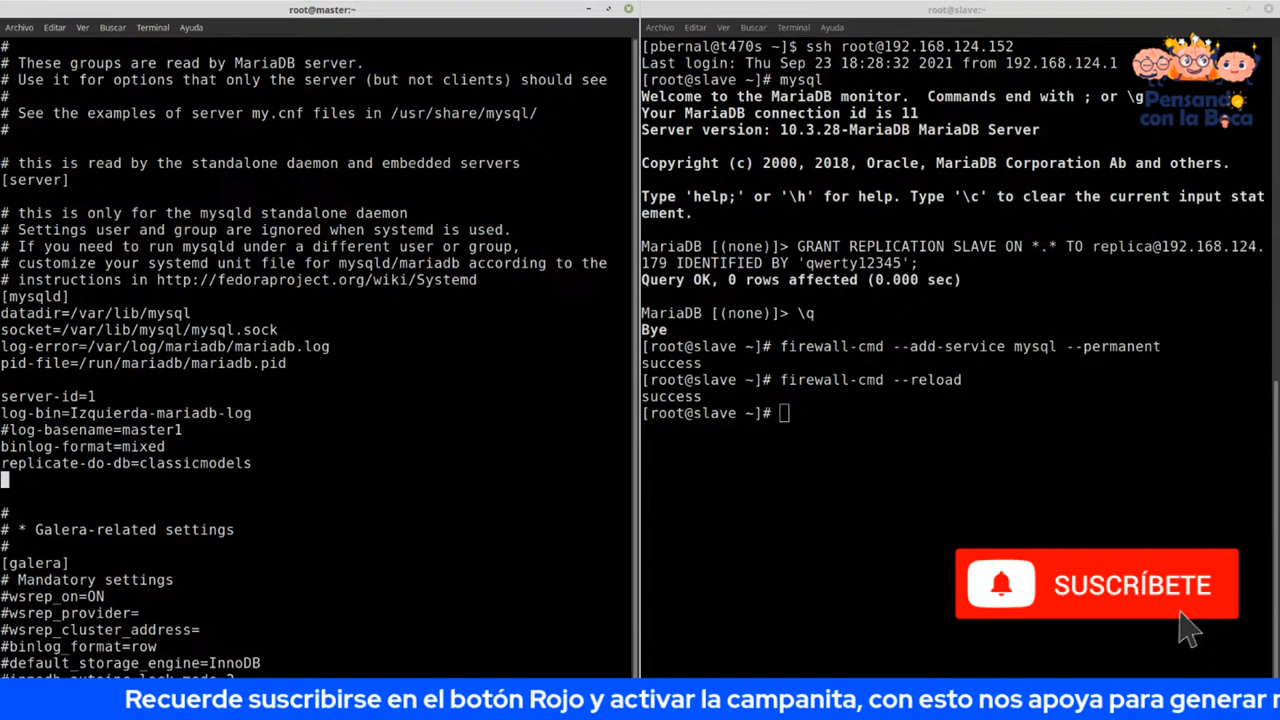 root@master:~
Archivo Editar Ver Buscar Terminal Ayuda
#
# These groups are read by MariaDB server.
# Use it for options that only the server (but not clients) should see
#
# See the examples of server my.cnf files in /usr/share/mysql/
#
# this is read by the standalone daemon and embedded servers
[server]
# this is only for the mysqld standalone daemon
# Settings user and group are ignored when systemd is used.
# If you need to run mysqld under a different user or group,
# customize your systemd unit file for mysqld/mariadb according to the
# instructions in http://fedoraproject.org/wiki/Systemd
[mysqld]
datadir=/var/lib/mysql
socket=/var/lib/mysql/mysql.sock
log-error=/var/log/mariadb/mariadb.log
pid-file=/run/mariadb/mariadb.pid
server-id=1
log-bin=Izquierda-mariadb-log
#log-basename=master1
binlog-format=mixed
replicate-do-db=classicmodels
#
# * Galera-related settings
#
[galera]
# Mandatory settings
#wsrep_on=ON
#wsrep_provider=
#wsrep_cluster_address=
#binlog_format=row
#default_storage_engine=InnoDB
root@slave:~
Archivo Editar Ver Buscar Terminal Ayuda
[pbernal@t470s ~]$ ssh root@192.168.124.152
Last login: Thu Sep 23 18:28:32 2021 from 192.168.124.1
[root@slave ~]# mysql
Welcome to the MariaDB monitor.  Commands end with ; or \g
Your MariaDB connection id is 11
Server version: 10.3.28-MariaDB MariaDB Server
Copyright (c) 2000, 2018, Oracle, MariaDB Corporation Ab and others.
Type 'help;' or '\h' for help. Type '\c' to clear the current input stat
ement.
MariaDB [(none)]> GRANT REPLICATION SLAVE ON *.* TO replica@192.168.124.
179 IDENTIFIED BY 'qwerty12345';
Query OK, 0 rows affected (0.000 sec)
MariaDB [(none)]> \q
Bye
[root@slave ~]# firewall-cmd --add-service mysql --permanent
success
[root@slave ~]# firewall-cmd --reload
success
[root@slave ~]#
Pensando
con la Boca
SUSCRÍBETE
Recuerde suscribirse en el botón Rojo y activar la campanita, con esto nos apoya para generar